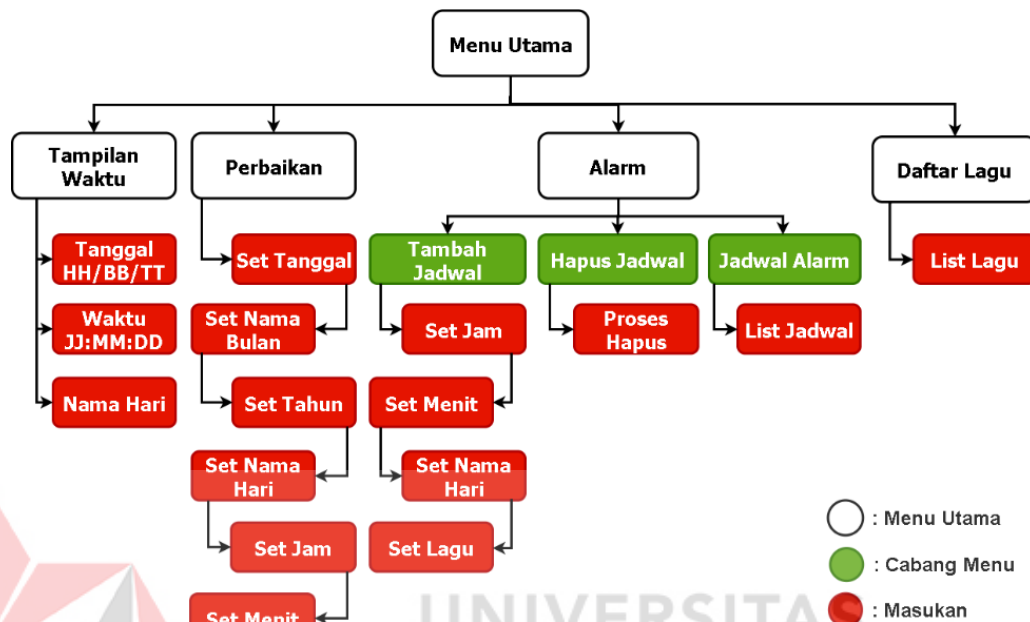 Menu Utama
Tampilan
Waktu
Perbaikan
Alarm
Daftar Lagu
Tanggal
HH/BB/TT
Set Tanggal
Tambah
Jadwal
Hapus Jadwal
Jadwal Alarm
List Lagu
Waktu
JJ:MM:DD
Set Nama
Bulan
Set Jam
Proses
Hapus
List Jadwal
Nama Hari
Set Tahun
Set Menit
Set Nama
Hari
Set Nama
Hari
Set Jam
Set Lagu
Set Menit
: Menu Utama
: Cabang Menu
: Masukan
UNIVERSITAS